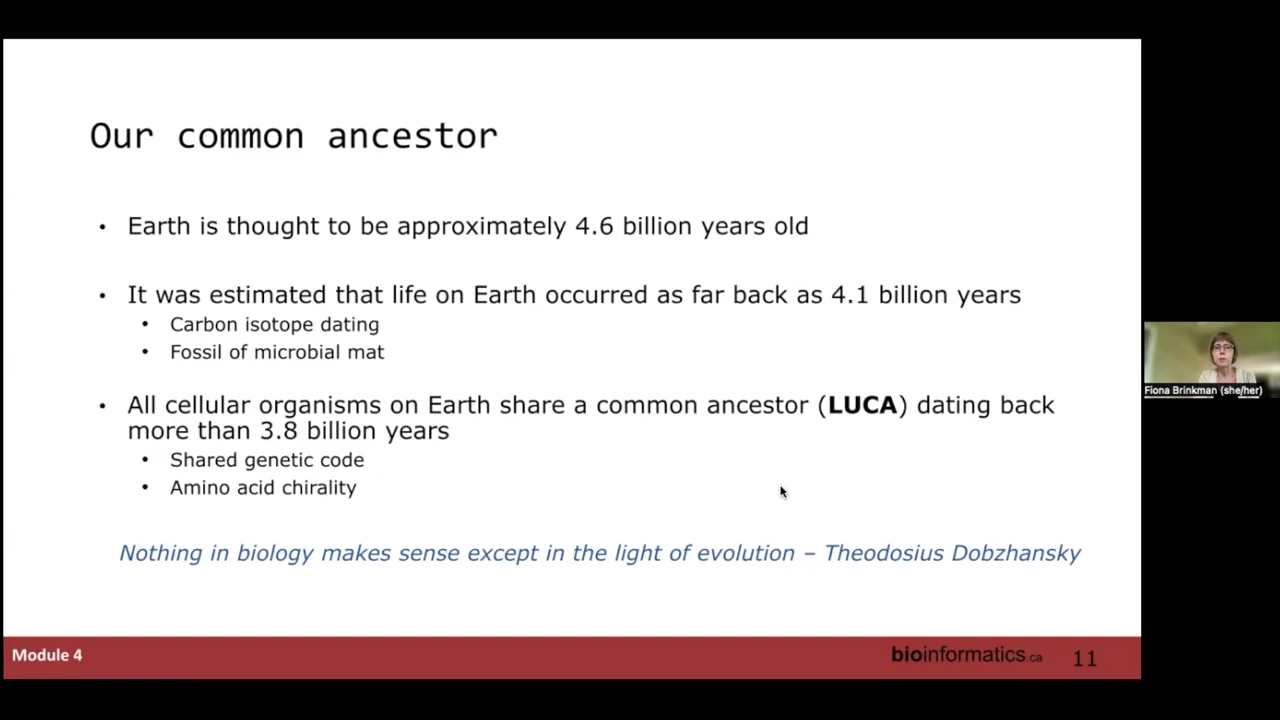 Our common ancestor
• Earth is thought to be approximately 4.6 billion years old
• It was estimated that life on Earth occurred as far back as 4.1 billion years
• Carbon isotope dating
• Fossil of microbial mat
• All cellular organisms on Earth share a common ancestor (LUCA) dating back
more than 3.8 billion years
• Shared genetic code
• Amino acid chirality
Nothing in biology makes sense except in the light of evolution – Theodosius Dobzhansky
Fiona Brinkman (she/her)
Module 4
bioinformatics.ca
11